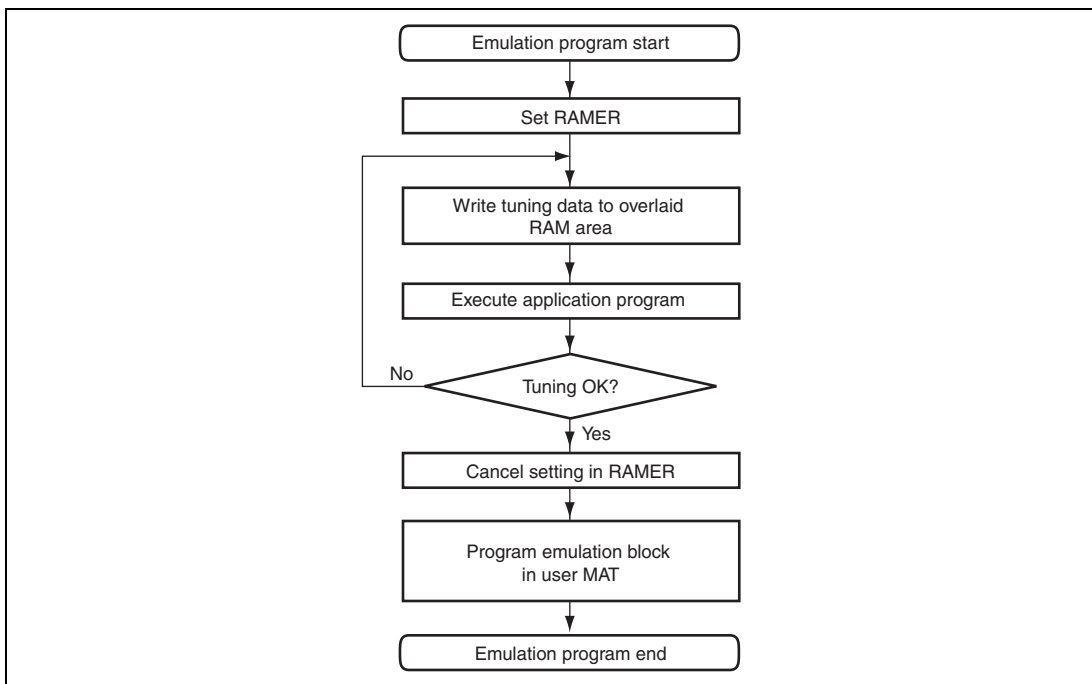 Emulation program start
Set RAMER
Write tuning data to overlaid
RAM area
Execute application program
No
Tuning OK?
Yes
Cancel setting in RAMER
Program emulation block
in user MAT
Emulation program end